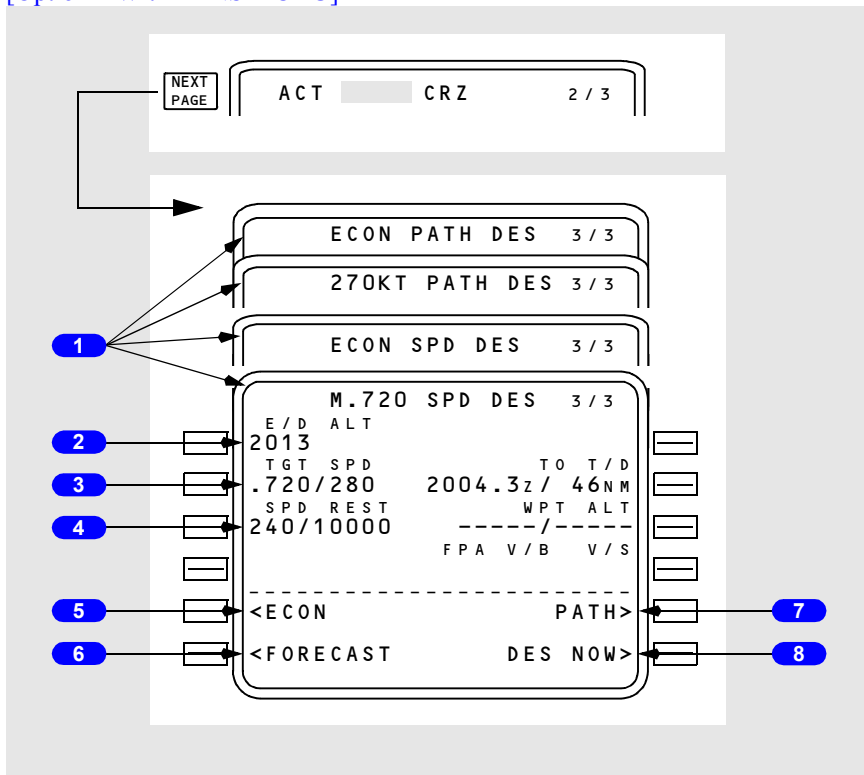 NEXT
PAGE
ACT CRZ 2/3
ECON PATH DES 3/3
270KT PATH DES 3/3
1
ECON SPD DES 3/3
M.720 SPD DES 3/3
E/D ALT
2
2013
TGT SPD TO T/D
3
.720/280 2004.3Z/ 46NM
SPD REST WPT ALT
4
240/10000 -----/-----
FPA V/B V/S
------------------------
5
<ECON PATH>
7
6
<FORECAST DES NOW>
8